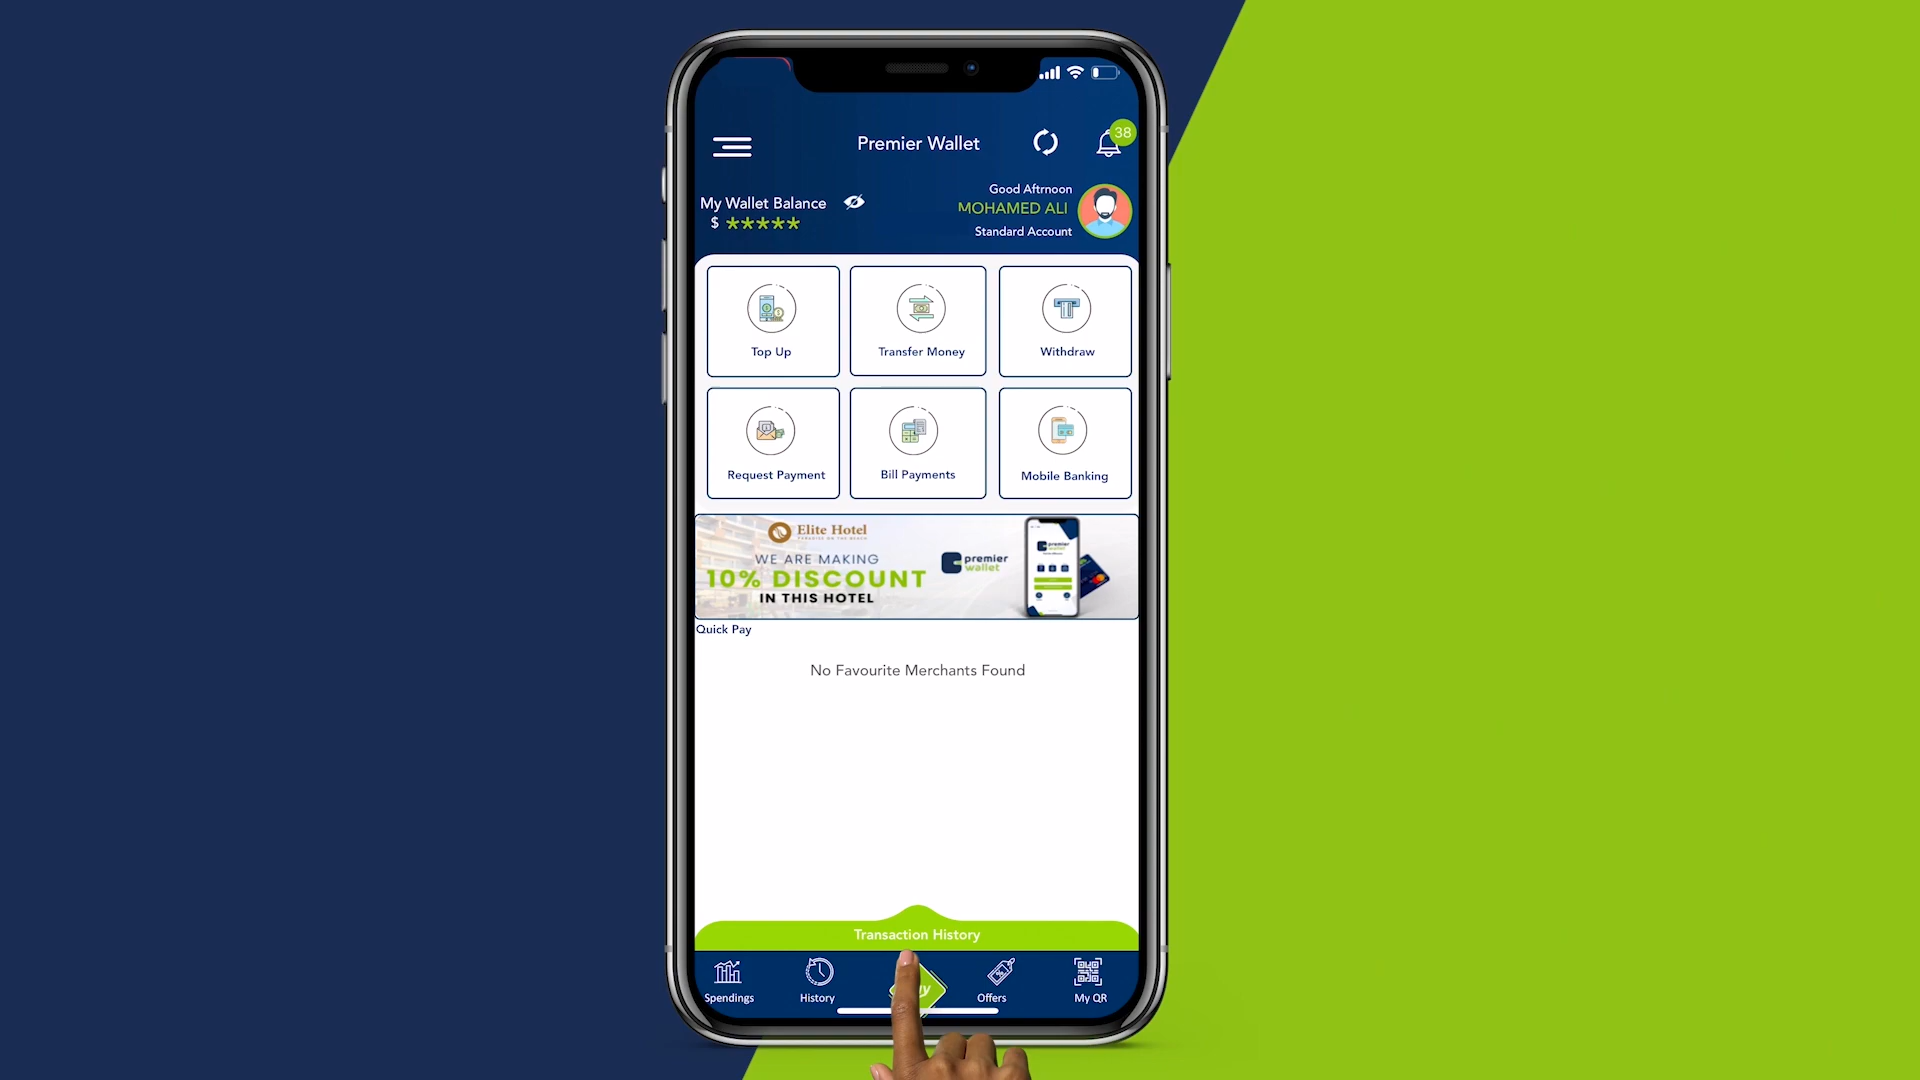 Premier Wallet
38
Good Aftrnoon
My Wallet Balance
MOHAMED ALI
$ *****
Standard Account
Top Up
Transfer Money
Withdraw
Request Payment
Bill Payments
Mobile Banking
Elite Hotel
WE ARE MAKING
10% DISCOUNT
IN THIS HOTEL
premier
wallet
premier
wallet
Quick Pay
No Favourite Merchants Found
Transaction History
Spendings
History
Offers
My QR